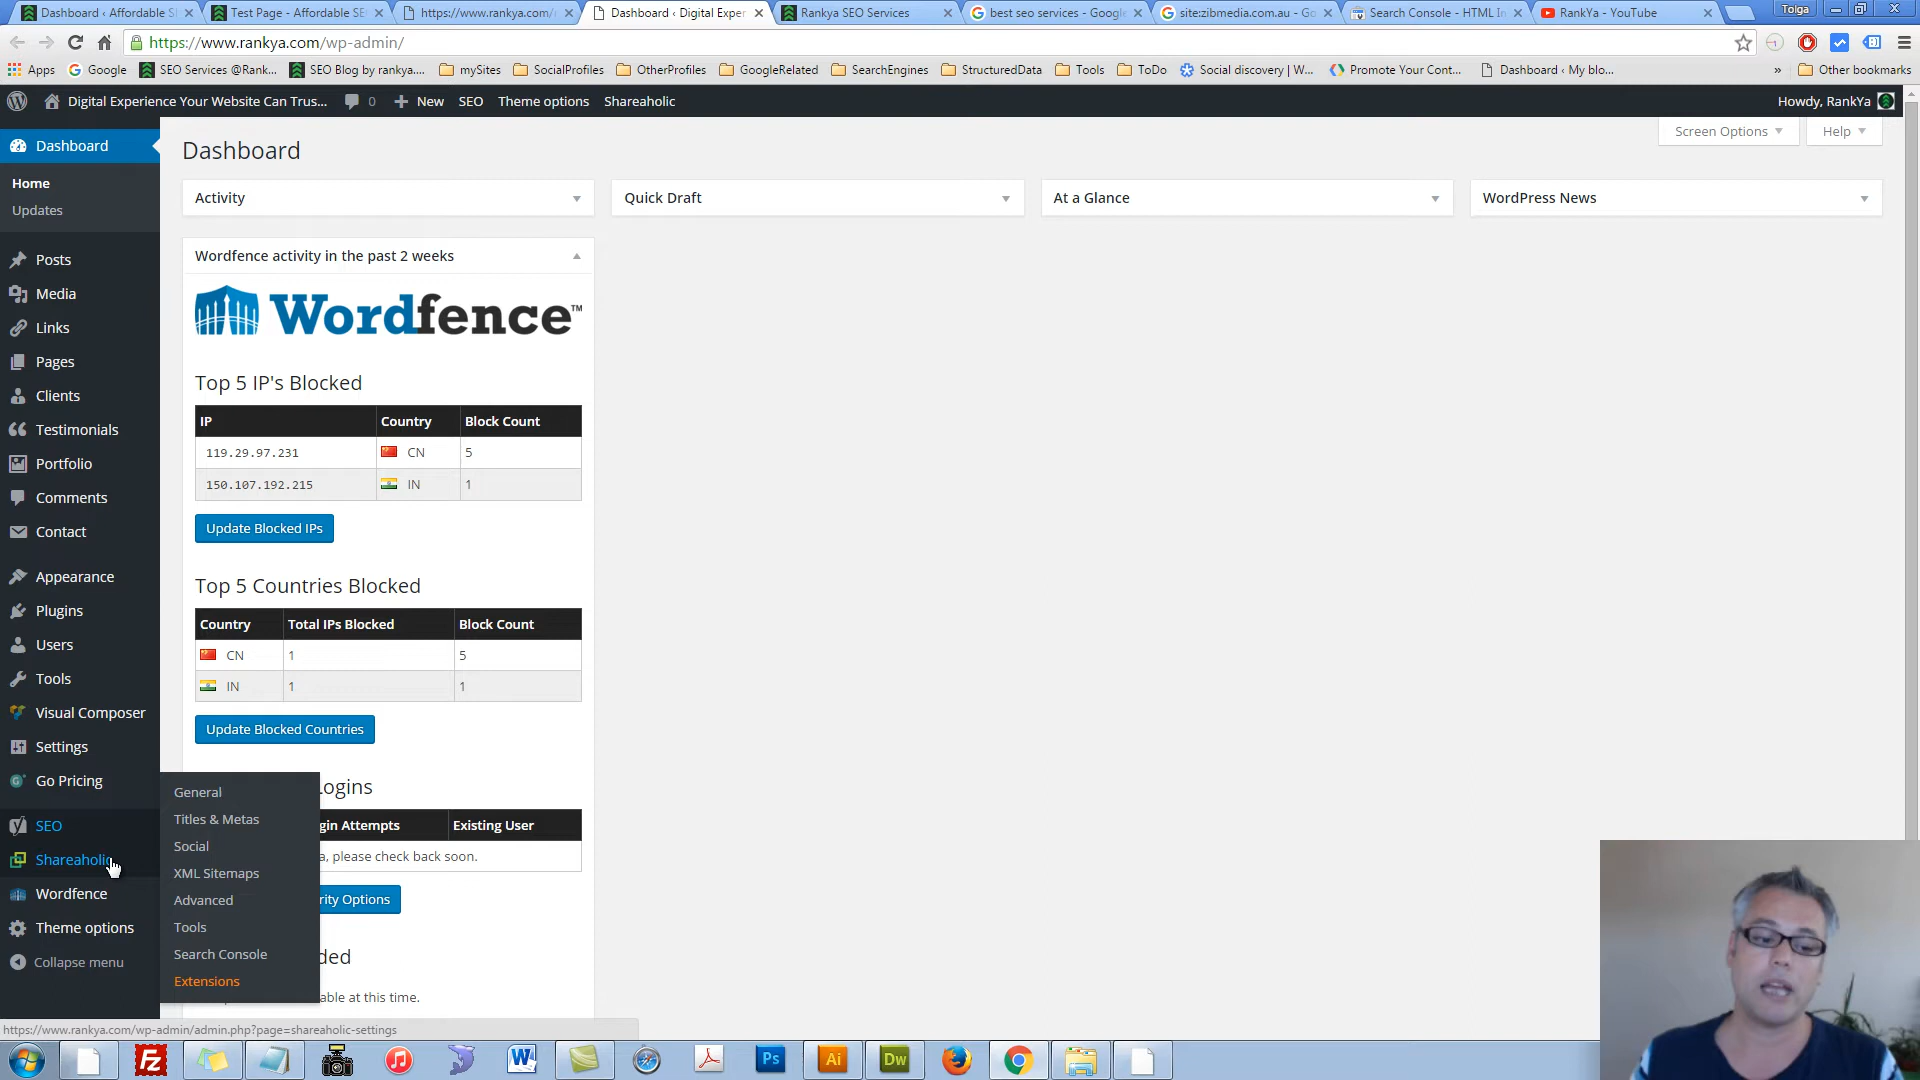 Dashboard ‹ Affordable S
Test Page - Affordable SE
https://www.rankya.com/
Dashboard ‹ Digital Exper
Rankya SEO Services
best seo services - Google
site:zibmedia.com.au - Go
Search Console - HTML In
RankYa - YouTube
Tolga
https://www.rankya.com/wp-admin/
Apps
Google
SEO Services @Rank...
SEO Blog by rankya....
mySites
SocialProfiles
OtherProfiles
GoogleRelated
SearchEngines
StructuredData
Tools
ToDo
Social discovery | W...
Promote Your Cont...
Dashboard ‹ My blo...
»
Other bookmarks
Digital Experience Your Website Can Trus...
0
New
SEO
Theme options
Shareaholic
Howdy, RankYa
Dashboard
Home
Updates
Posts
Media
Links
Pages
Clients
Testimonials
Portfolio
Comments
Contact
Appearance
Plugins
Users
Tools
Visual Composer
Settings
Go Pricing
SEO
Shareaholic
Wordfence
Theme options
Collapse menu
General
Titles & Metas
Social
XML Sitemaps
Advanced
Tools
Search Console
Extensions
Dashboard
Screen Options
Help
Activity
Quick Draft
At a Glance
WordPress News
Wordfence activity in the past 2 weeks
Wordfence™
Top 5 IP's Blocked
IP Country Block Count
119.29.97.231 CN 5
150.107.192.215 IN 1
Update Blocked IPs
Top 5 Countries Blocked
Country Total IPs Blocked Block Count
CN 1 5
IN 1 1
Update Blocked Countries
ogins
gin Attempts Existing User
a, please check back soon.
rity Options
ded
able at this time.
https://www.rankya.com/wp-admin/admin.php?page=shareaholic-settings
Fz
W
Ps
Ai
Dw